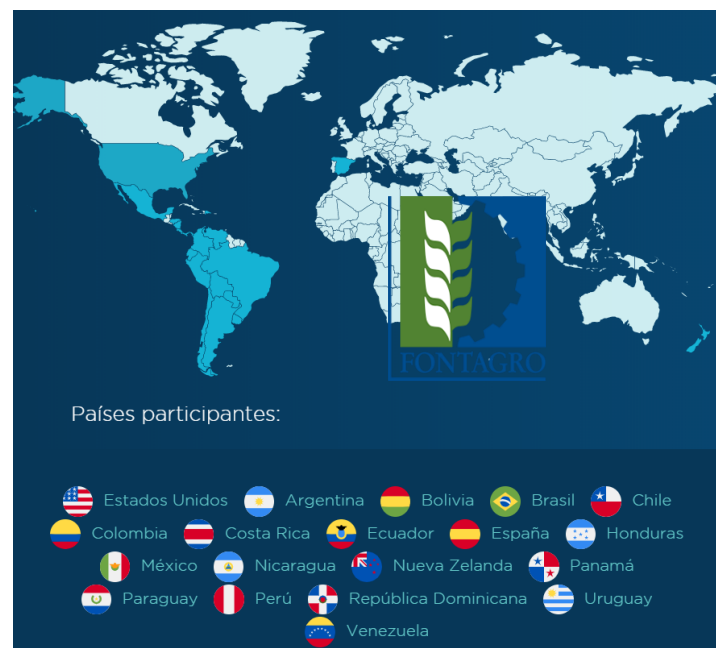 FONTAGRO
Países participantes:
Estados Unidos Argentina Bolivia Brasil Chile
Colombia Costa Rica Ecuador España Honduras
México Nicaragua Nueva Zelanda Panamá
Paraguay Perú República Dominicana Uruguay
Venezuela